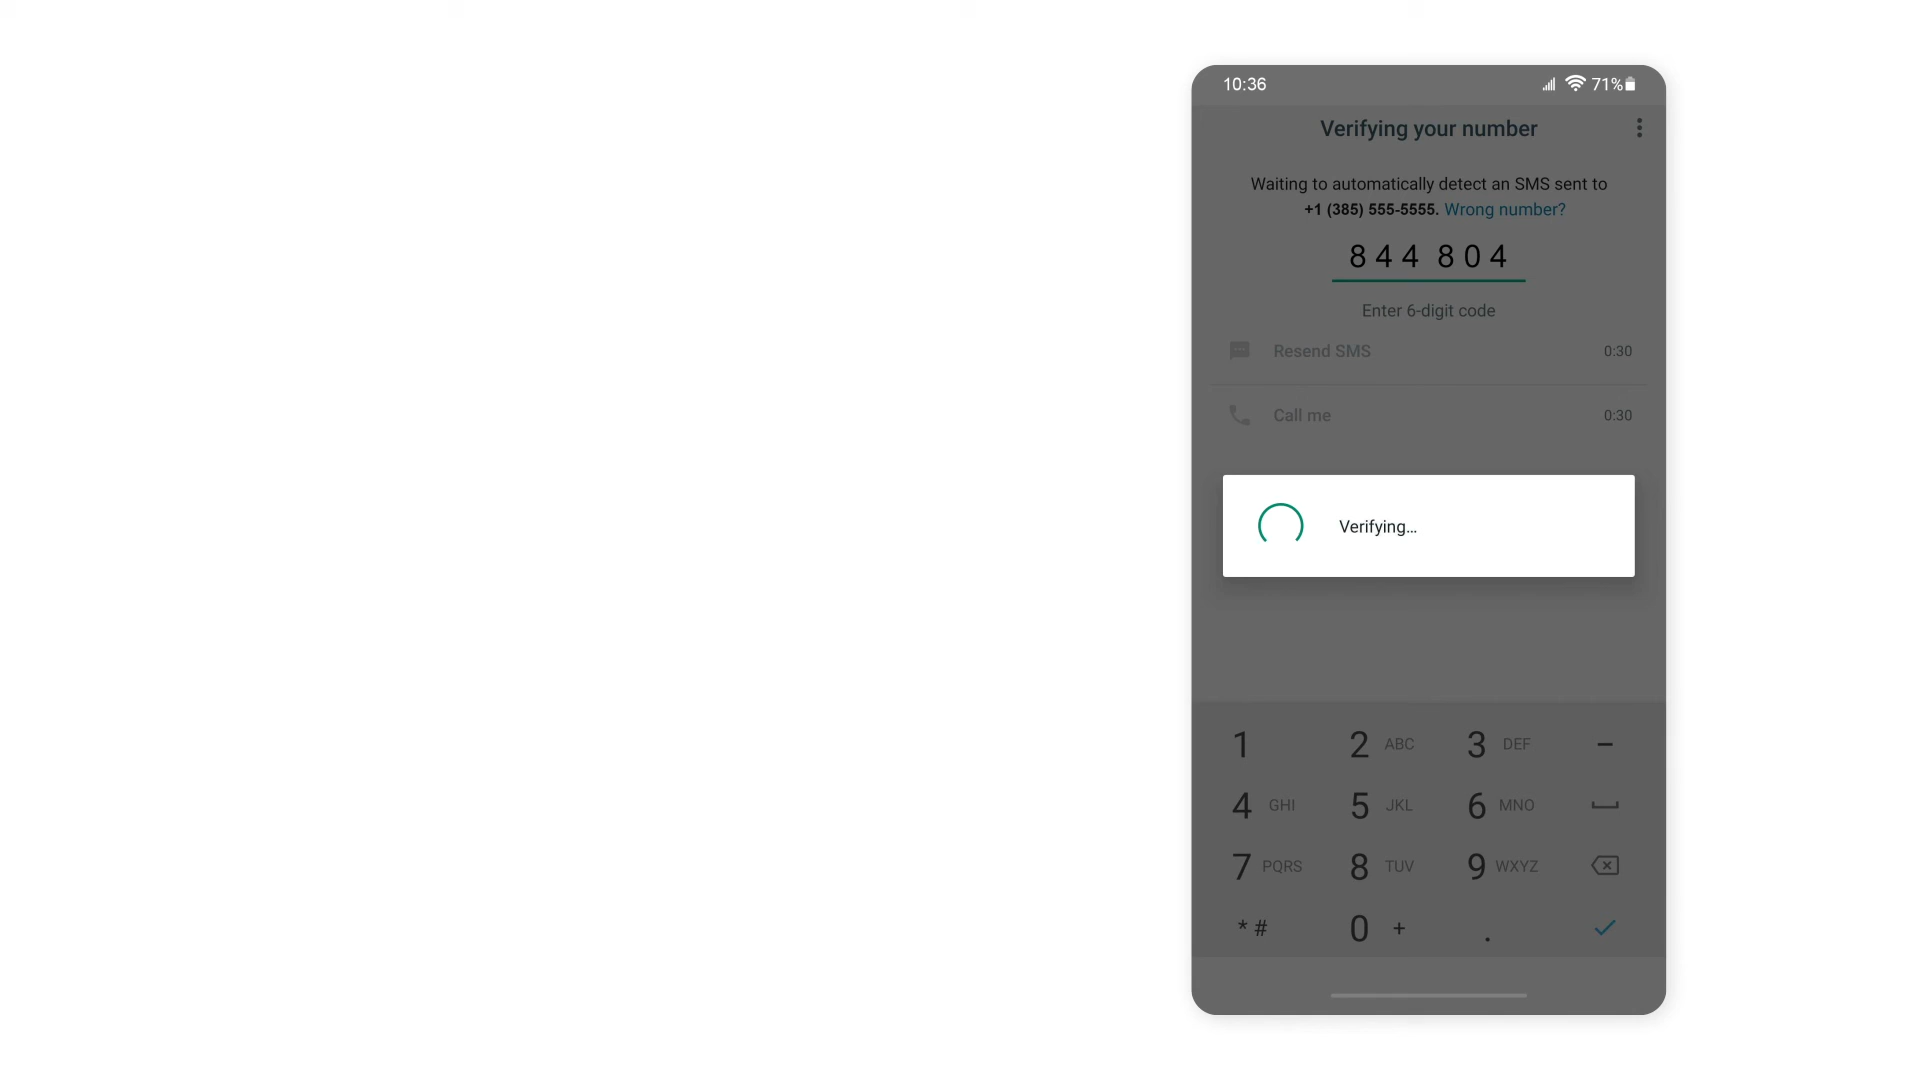 10:36 71%
Verifying your number
Waiting to automatically detect an SMS sent to
+1 (385) 555-5555. Wrong number?
844 804
Enter 6-digit code
Resend SMS 0:30
Call me 0:30
Verifying...
1 2 ABC 3 DEF –
4 GHI 5 JKL 6 MNO
7 PQRS 8 TUV 9 WXYZ
* # 0 + .